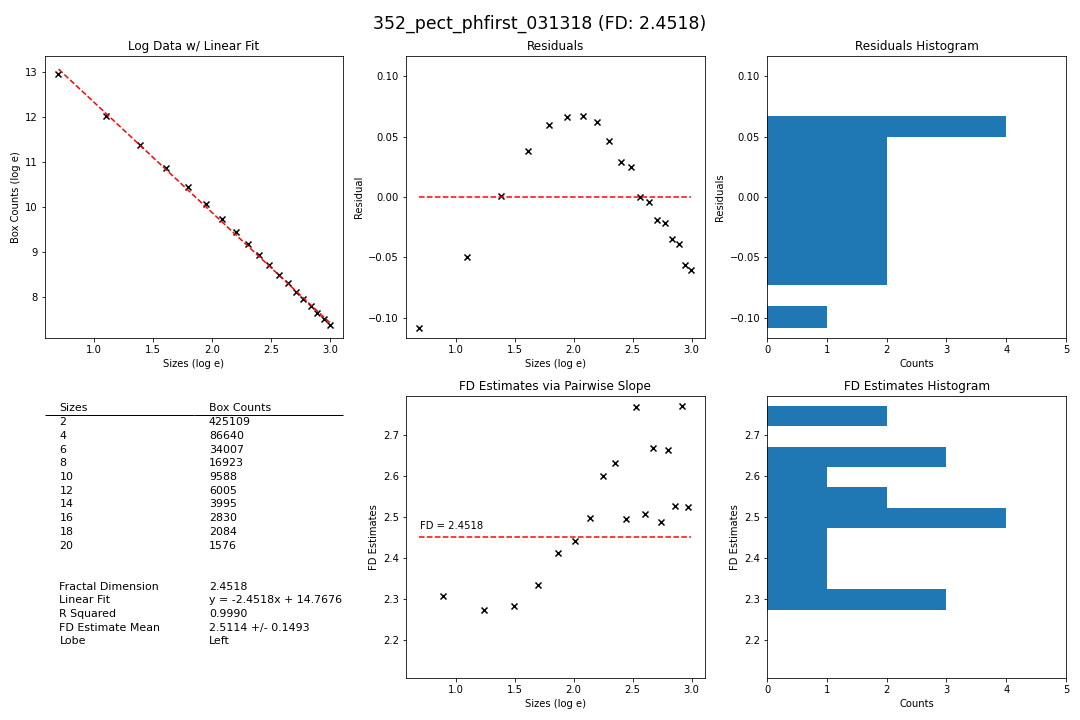 352_pect_phfirst_031318 (FD: 2.4518)
Log Data w/ Linear Fit
Box Counts (log e)
13
12
11
10
9
8
1.0 1.5 2.0 2.5 3.0
Sizes (log e)
Residuals
Residual
0.10
0.05
0.00
−0.05
−0.10
1.0 1.5 2.0 2.5 3.0
Sizes (log e)
Residuals Histogram
Residuals
0.10
0.05
0.00
−0.05
−0.10
0 1 2 3 4 5
Counts
Sizes Box Counts
2 425109
4 86640
6 34007
8 16923
10 9588
12 6005
14 3995
16 2830
18 2084
20 1576
Fractal Dimension 2.4518
Linear Fit y = -2.4518x + 14.7676
R Squared 0.9990
FD Estimate Mean 2.5114 +/- 0.1493
Lobe Left
FD Estimates via Pairwise Slope
FD Estimates
2.7
2.6
2.5
2.4
2.3
2.2
FD = 2.4518
1.0 1.5 2.0 2.5 3.0
Sizes (log e)
FD Estimates Histogram
FD Estimates
2.7
2.6
2.5
2.4
2.3
2.2
0 1 2 3 4 5
Counts